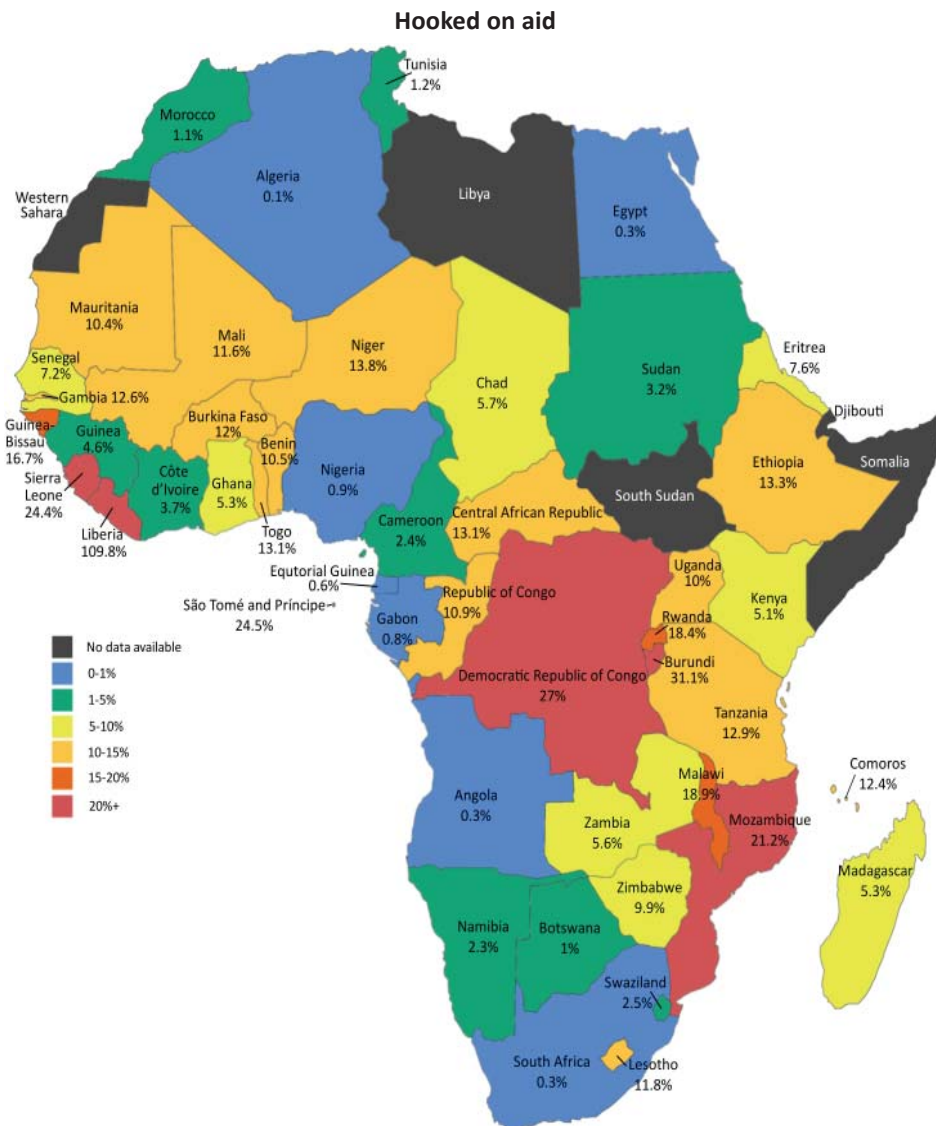 Hooked on aid
Tunisia
1.2%
Morocco
1.1%
Algeria
0.1%
Libya
Egypt
0.3%
Western
Sahara
Mauritania
10.4%
Mali
11.6%
Niger
13.8%
Chad
5.7%
Sudan
3.2%
Eritrea
7.6%
Senegal
7.2%
Gambia 12.6%
Guinea-
Bissau
16.7%
Guinea
4.6%
Burkina Faso
12%
Benin
10.5%
Nigeria
0.9%
Djibouti
Somalia
Ethiopia
13.3%
South Sudan
Sierra
Leone
24.4%
Côte
d'Ivoire
3.7%
Ghana
5.3%
Liberia
109.8%
Togo
13.1%
Cameroon
2.4%
Central African Republic
13.1%
Equtorial Guinea
0.6%
São Tomé and Príncipe
24.5%
Gabon
0.8%
Republic of Congo
10.9%
Uganda
10%
Kenya
5.1%
Rwanda
18.4%
Burundi
31.1%
Democratic Republic of Congo
27%
Tanzania
12.9%
No data available
0-1%
1-5%
5-10%
10-15%
15-20%
20%+
Comoros
12.4%
Angola
0.3%
Malawi
18.9%
Zambia
5.6%
Mozambique
21.2%
Madagascar
5.3%
Zimbabwe
9.9%
Namibia
2.3%
Botswana
1%
Swaziland
2.5%
South Africa
0.3%
Lesotho
11.8%